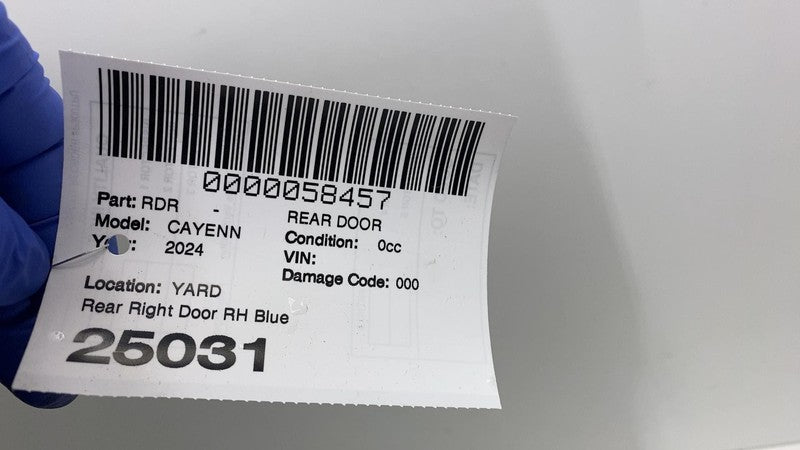 0000058457
Part: RDR - REAR DOOR
Model: CAYENN Condition: 0cc
2024 VIN:
Damage Code: 000
Location: YARD
Rear Right Door RH Blue
25031